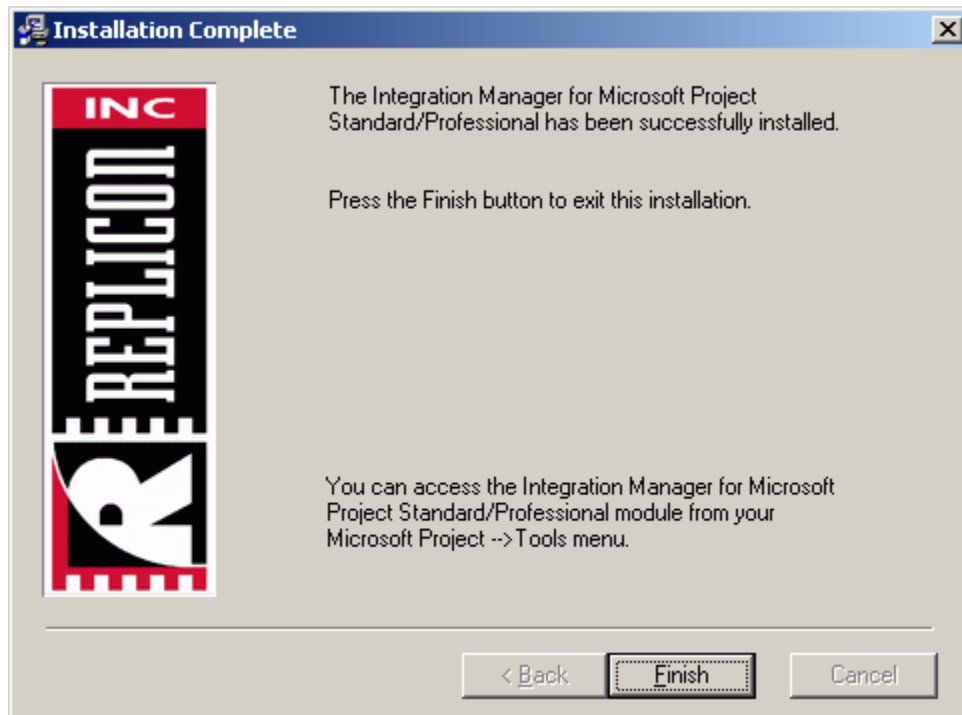 Installation Complete
INC
REPLICON
R
The Integration Manager for Microsoft Project
Standard/Professional has been successfully installed.
Press the Finish button to exit this installation.
You can access the Integration Manager for Microsoft
Project Standard/Professional module from your
Microsoft Project -->Tools menu.
< Back
Finish
Cancel